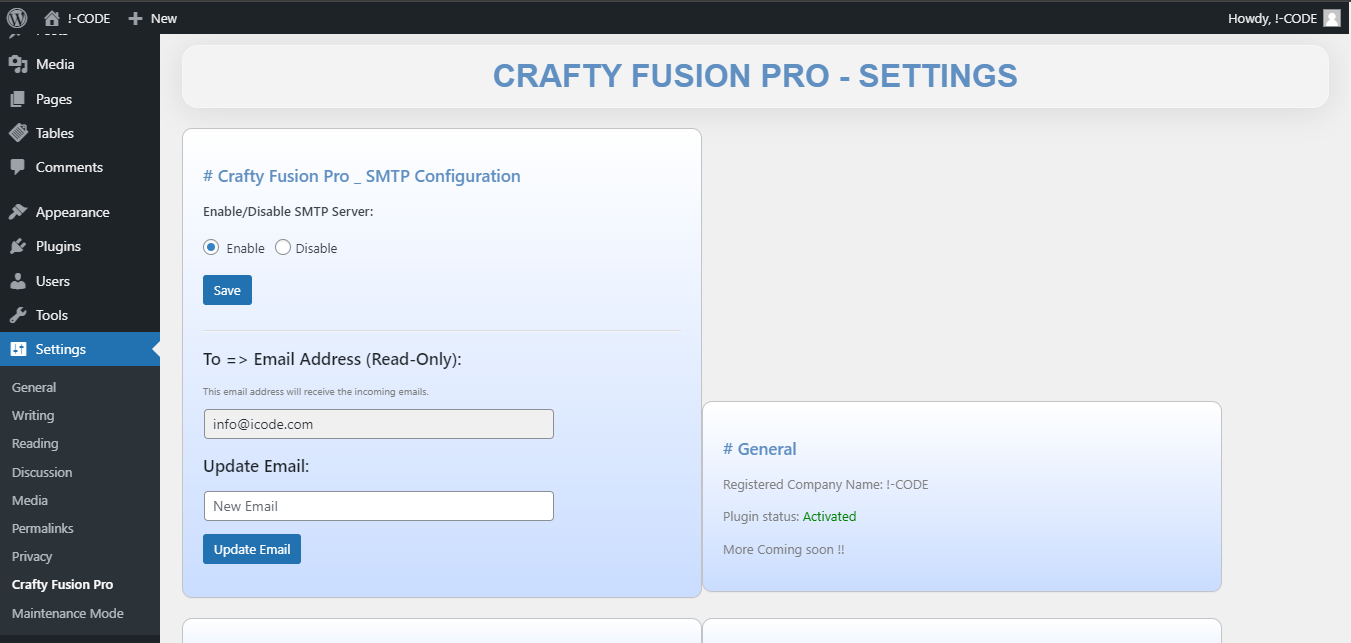 !-CODE
New
Howdy, !-CODE
Media
Pages
Tables
Comments
Appearance
Plugins
Users
Tools
Settings
General
Writing
Reading
Discussion
Media
Permalinks
Privacy
Crafty Fusion Pro
Maintenance Mode
CRAFTY FUSION PRO - SETTINGS
# Crafty Fusion Pro _ SMTP Configuration
Enable/Disable SMTP Server:
Enable Disable
Save
To => Email Address (Read-Only):
This email address will receive the incoming emails.
info@icode.com
Update Email:
New Email
Update Email
# General
Registered Company Name: !-CODE
Plugin status: Activated
More Coming soon !!